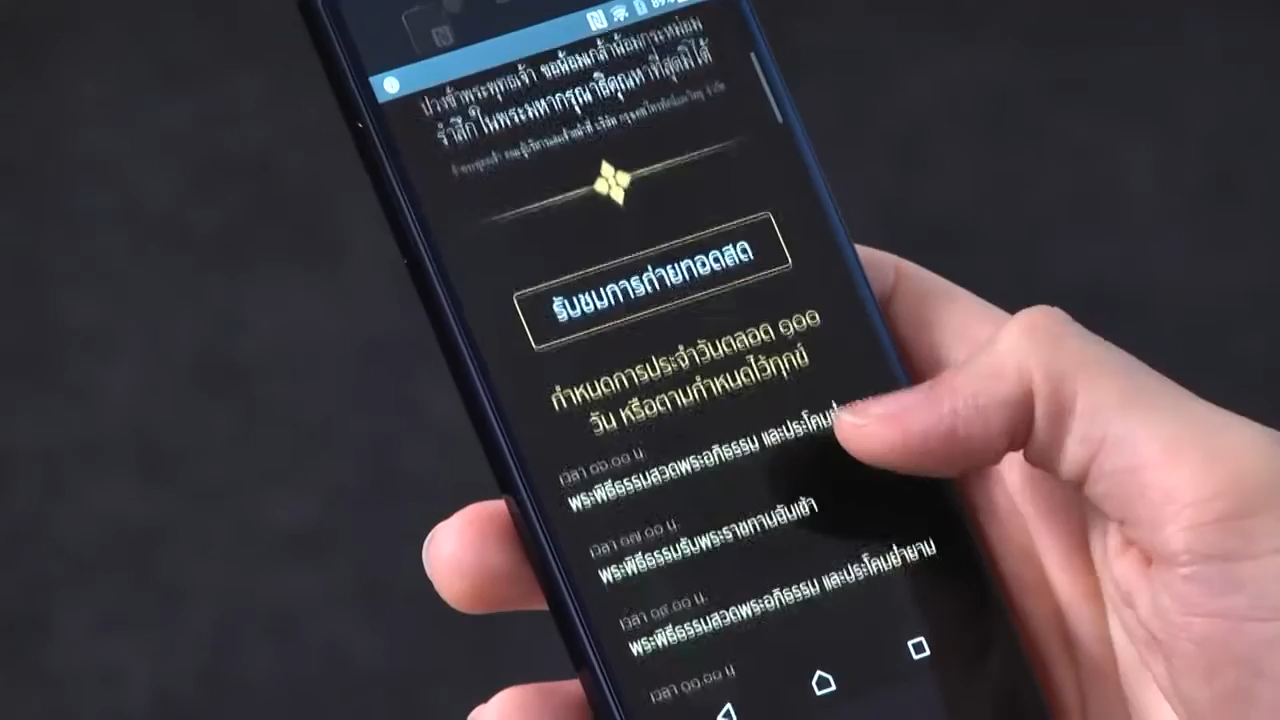 ปวงข้าพระพุทธเจ้า ขอน้อมเกล้าน้อมกระหม่อม
รำลึกในพระมหากรุณาธิคุณหาที่สุดมิได้
รับชมการถ่ายทอดสด
กำหนดการประจำวันตลอด ๑๐๐
วัน หรือตามกำหนดไว้ทุกข์
เวลา ๐๖.๐๐ น.
พระพิธีธรรมสวดพระอภิธรรม และประโคมย่ำยาม
เวลา ๐๗.๐๐ น.
พระพิธีธรรมรับพระราชทานฉันเช้า
เวลา ๐๙.๐๐ น.
พระพิธีธรรมสวดพระอภิธรรม และประโคมย่ำยาม
เวลา ๑๑.๐๐ น